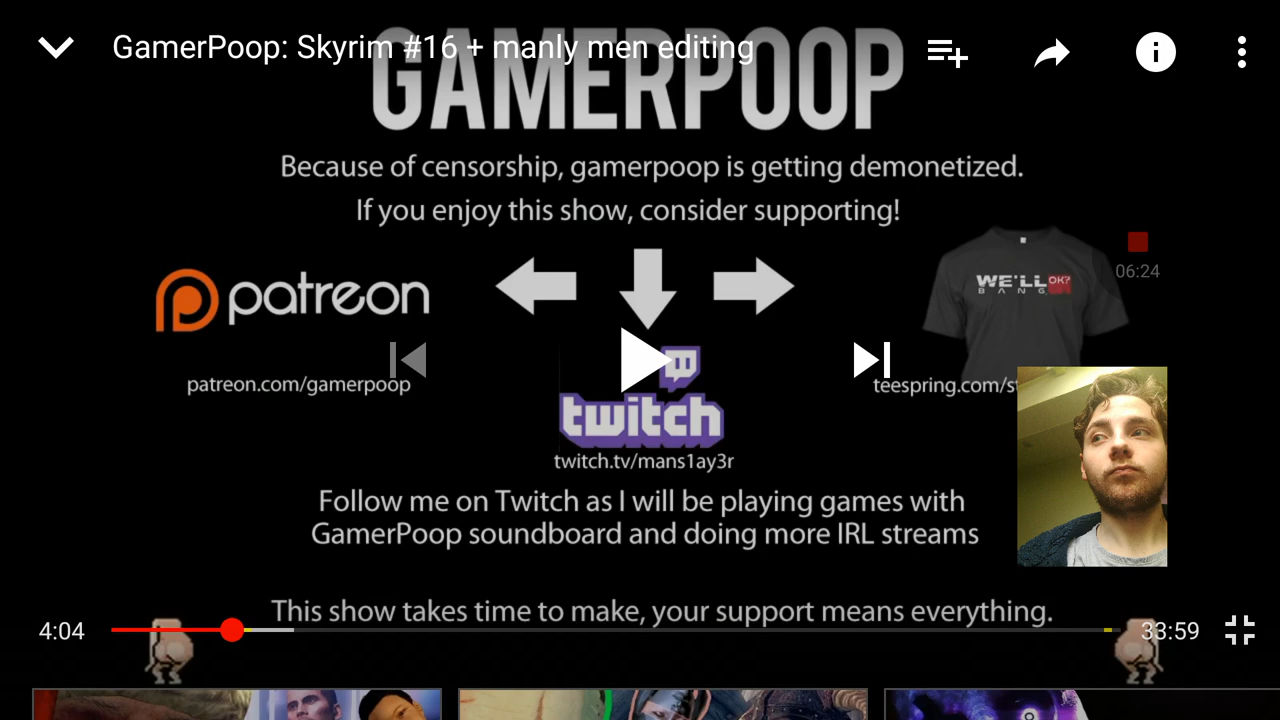 GamerPoop: Skyrim #16 + manly men editing
GAMERPOOP
Because of censorship, gamerpoop is getting demonetized.
If you enjoy this show, consider supporting!
WE'LL OK?
BANG
06:24
patreon
patreon.com/gamerpoop
teespring.com/st
twitch
twitch.tv/mans1ay3r
Follow me on Twitch as I will be playing games with
GamerPoop soundboard and doing more IRL streams
This show takes time to make, your support means everything.
4:04
33:59